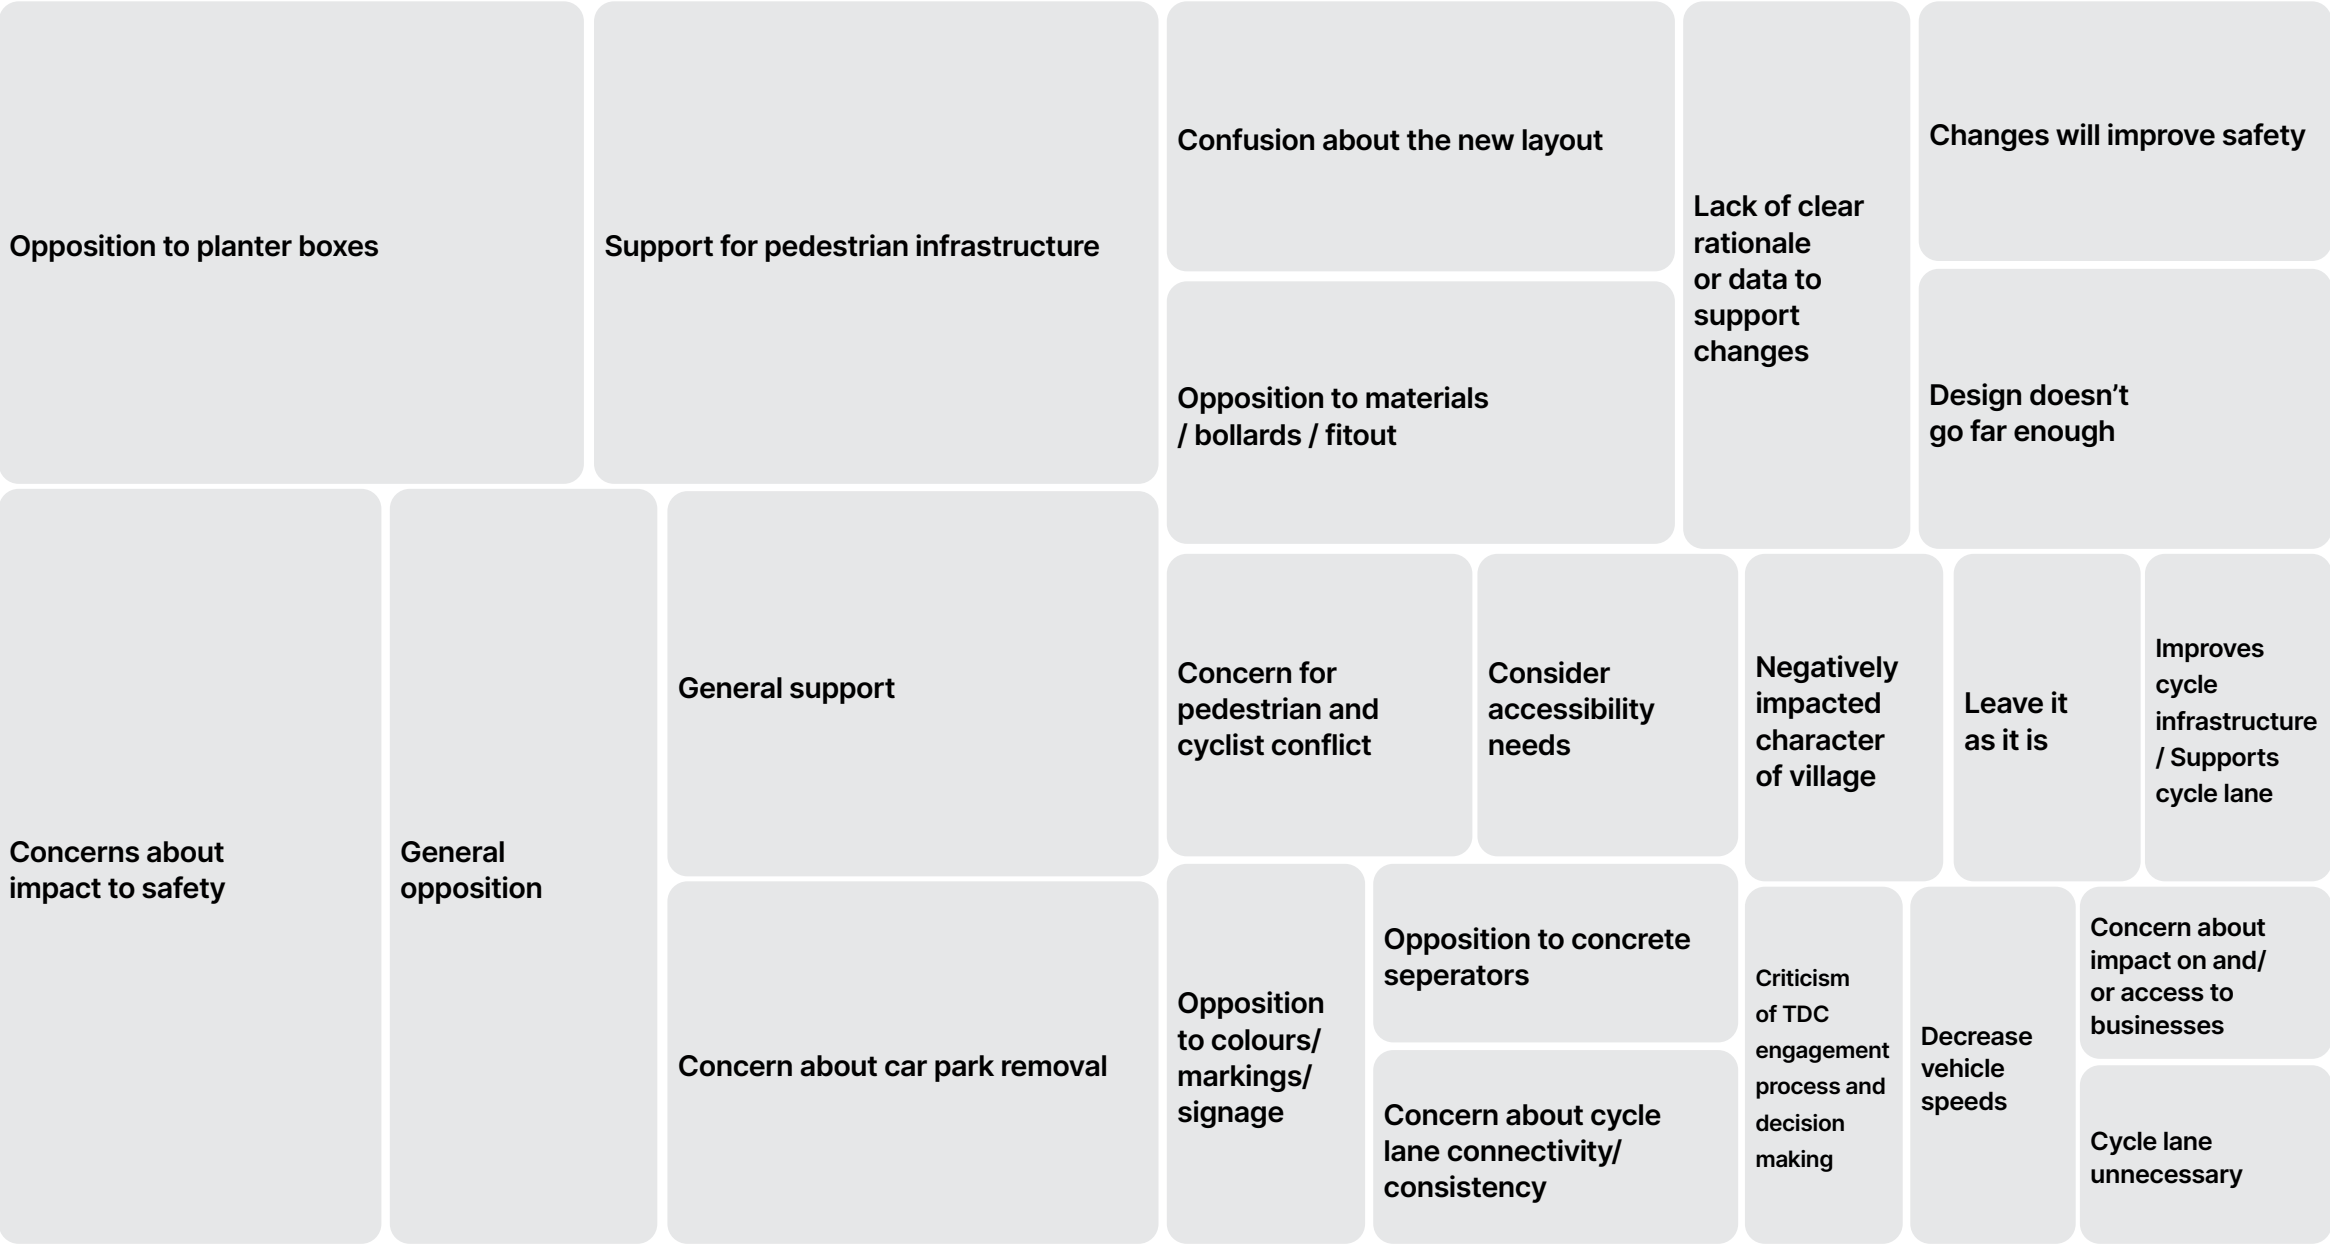 Opposition to planter boxes
Support for pedestrian infrastructure
Confusion about the new layout
Lack of clear
rationale
or data to
support
changes
Changes will improve safety
Opposition to materials
/ bollards / fitout
Design doesn’t
go far enough
Concerns about
impact to safety
General
opposition
General support
Concern about car park removal
Concern for
pedestrian and
cyclist conflict
Consider
accessibility
needs
Negatively
impacted
character
of village
Leave it
as it is
Improves
cycle
infrastructure
/ Supports
cycle lane
Opposition
to colours/
markings/
signage
Opposition to concrete
seperators
Concern about cycle
lane connectivity/
consistency
Criticism
of TDC
engagement
process and
decision
making
Decrease
vehicle
speeds
Concern about
impact on and/
or access to
businesses
Cycle lane
unnecessary